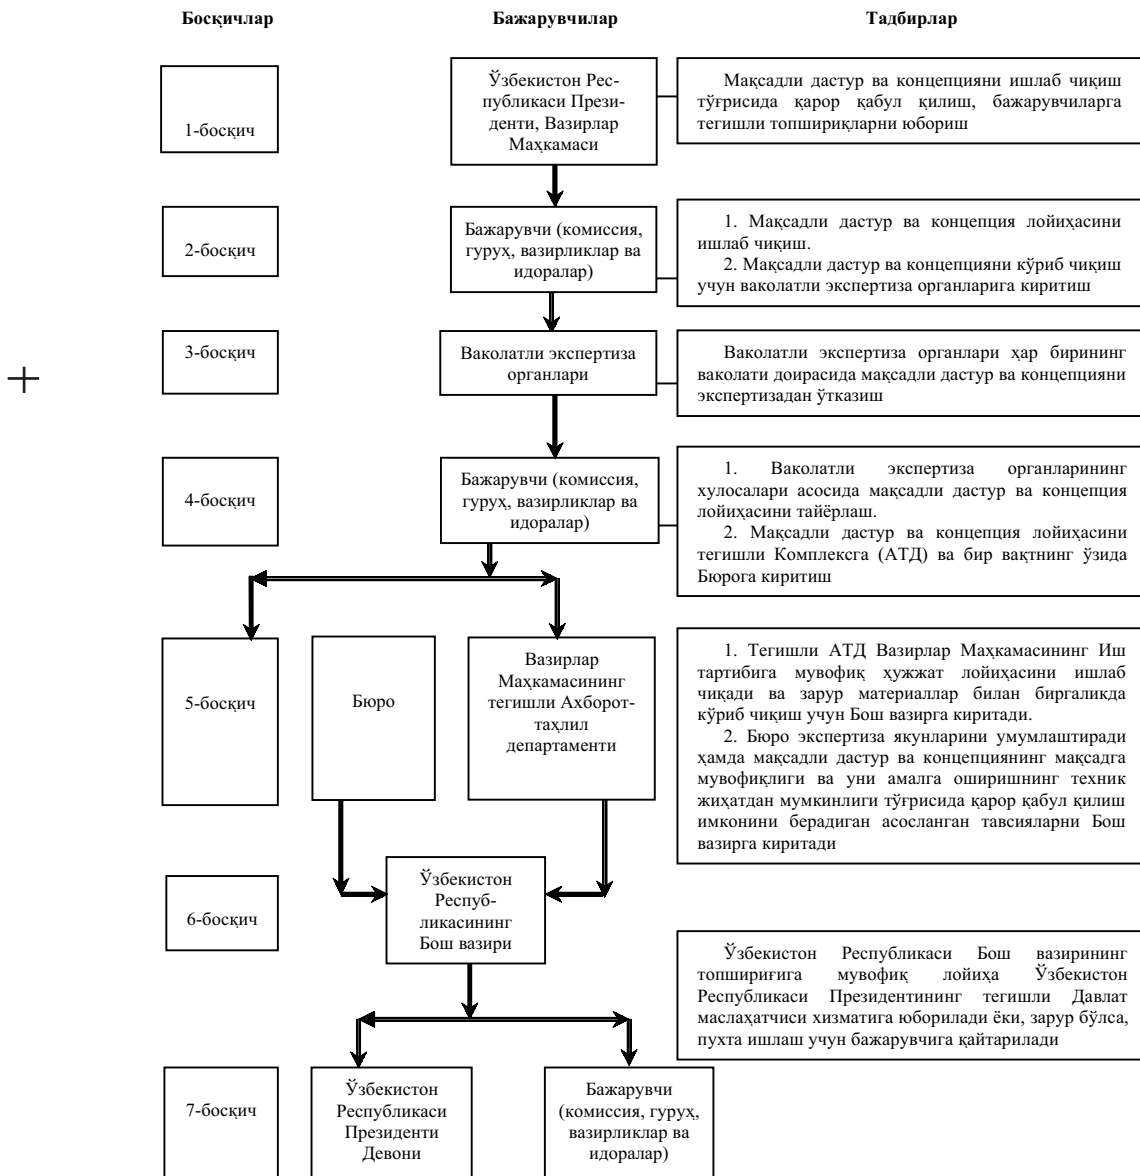 Босқичлар
Бажарувчилар
Тадбирлар
1-босқич
Ўзбекистон Рес-
публикаси Прези-
денти, Вазирлар
Маҳкамаси
Мақсадли дастур ва концепцияни ишлаб чиқиш
тўғрисида қарор қабул қилиш, бажарувчиларга
тегишли топшириқларни юбориш
2-босқич
Бажарувчи (комиссия,
гуруҳ, вазирликлар ва
идоралар)
1. Мақсадли дастур ва концепция лойиҳасини
ишлаб чиқиш.
2. Мақсадли дастур ва концепцияни кўриб чиқиш
учун ваколатли экспертиза органларига киритиш
3-босқич
Ваколатли экспертиза
органлари
Ваколатли экспертиза органлари ҳар бирининг
ваколати доирасида мақсадли дастур ва концепцияни
экспертизадан ўтказиш
4-босқич
Бажарувчи (комиссия,
гуруҳ, вазирликлар ва
идоралар)
1. Ваколатли экспертиза органларининг
хулосалари асосида мақсадли дастур ва концепция
лойиҳасини тайёрлаш.
2. Мақсадли дастур ва концепция лойиҳасини
тегишли Комплексга (АТД) ва бир вақтнинг ўзида
Бюрога киритиш
5-босқич
Бюро
Вазирлар
Маҳкамасининг
тегишли Ахборот-
таҳлил
департаменти
1. Тегишли АТД Вазирлар Маҳкамасининг Иш
тартибига мувофиқ ҳужжат лойиҳасини ишлаб
чиқади ва зарур материаллар билан биргаликда
кўриб чиқиш учун Бош вазирга киритади.
2. Бюро экспертиза якунларини умумлаштиради
ҳамда мақсадли дастур ва концепциянинг мақсадга
мувофиқлиги ва уни амалга оширишнинг техник
жиҳатдан мумкинлиги тўғрисида қарор қабул қилиш
имконини берадиган асосланган тавсияларни Бош
вазирга киритади
6-босқич
Ўзбекистон
Респуб-
ликасининг
Бош вазири
Ўзбекистон Республикаси Бош вазирининг
топшириғига мувофиқ лойиҳа Ўзбекистон
Республикаси Президентининг тегишли Давлат
маслаҳатчиси хизматига юборилади ёки, зарур бўлса,
пухта ишлаш учун бажарувчига қайтарилади
7-босқич
Ўзбекистон
Республикаси
Президенти
Девони
Бажарувчи
(комиссия, гуруҳ,
вазирликлар ва
идоралар)